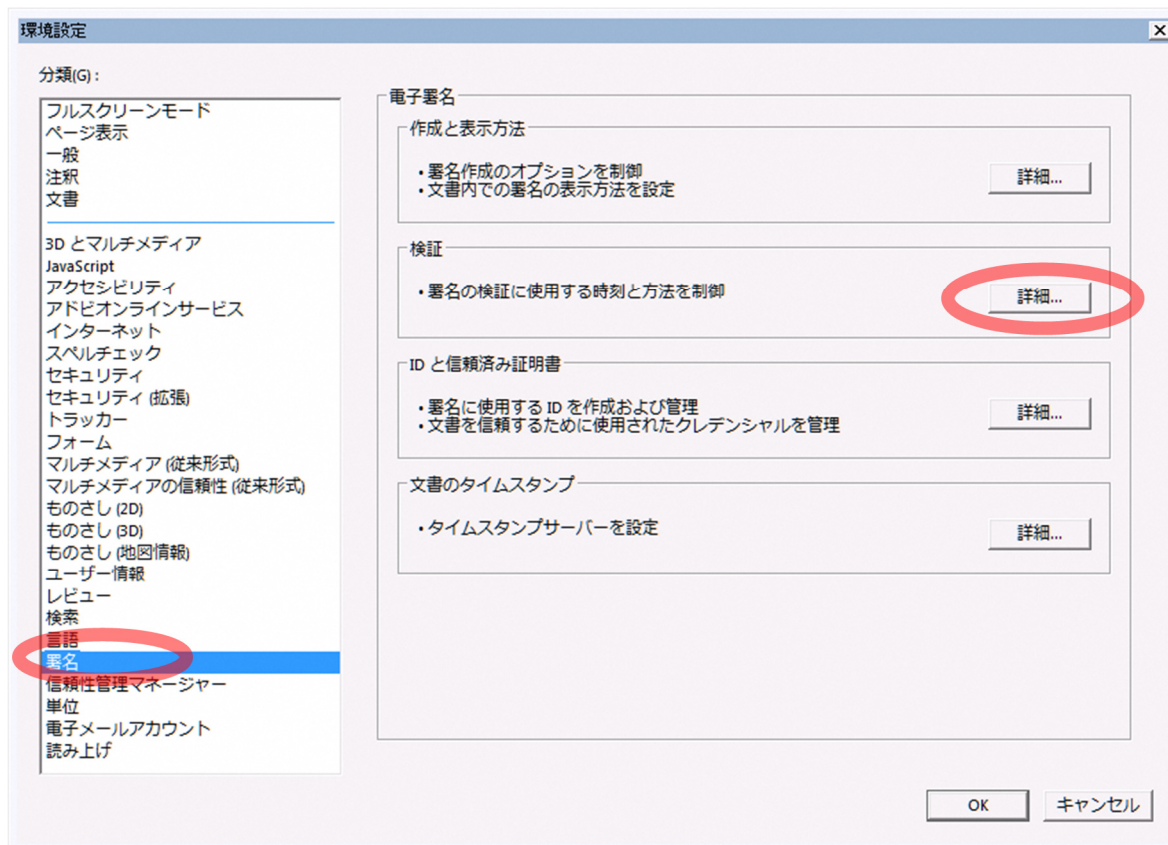 環境設定
分類(G) :
フルスクリーンモード
ページ表示
一般
注釈
文書
3D とマルチメディア
JavaScript
アクセシビリティ
アドビオンラインサービス
インターネット
スペルチェック
セキュリティ
セキュリティ (拡張)
トラッカー
フォーム
マルチメディア (従来形式)
マルチメディアの信頼性 (従来形式)
ものさし (2D)
ものさし (3D)
ものさし (地図情報)
ユーザー情報
レビュー
検索
言語
署名
信頼性管理マネージャー
単位
電子メールアカウント
読み上げ
電子署名
作成と表示方法
・署名作成のオプションを制御
・文書内での署名の表示方法を設定
詳細...
検証
・署名の検証に使用する時刻と方法を制御
詳細...
ID と信頼済み証明書
・署名に使用する ID を作成および管理
・文書を信頼するために使用されたクレデンシャルを管理
詳細...
文書のタイムスタンプ
・タイムスタンプサーバーを設定
詳細...
OK
キャンセル